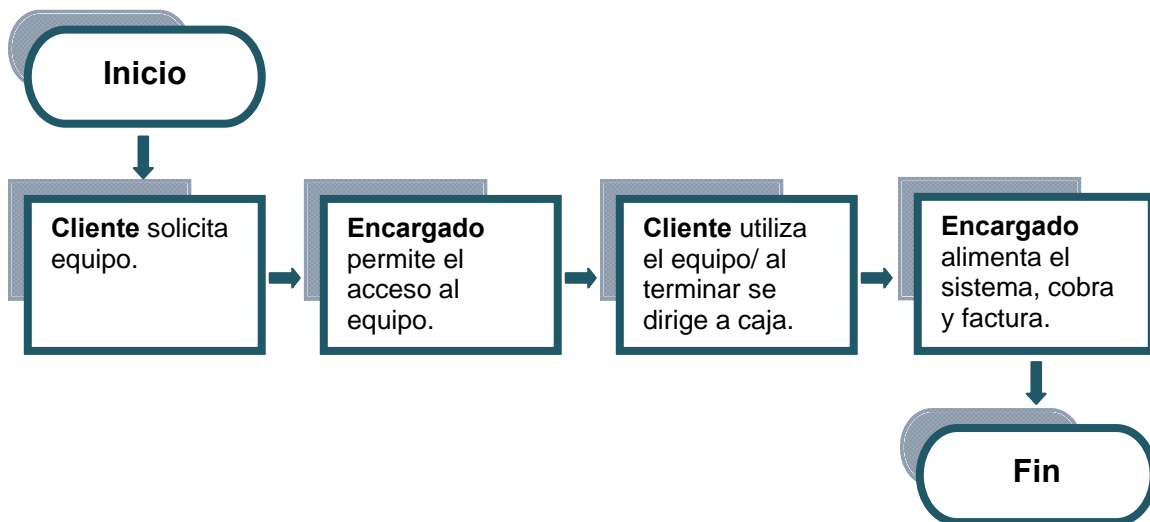 Inicio
Cliente solicita
equipo.
Encargado
permite el
acceso al
equipo.
Cliente utiliza
el equipo/ al
terminar se
dirige a caja.
Encargado
alimenta el
sistema, cobra
y factura.
Fin